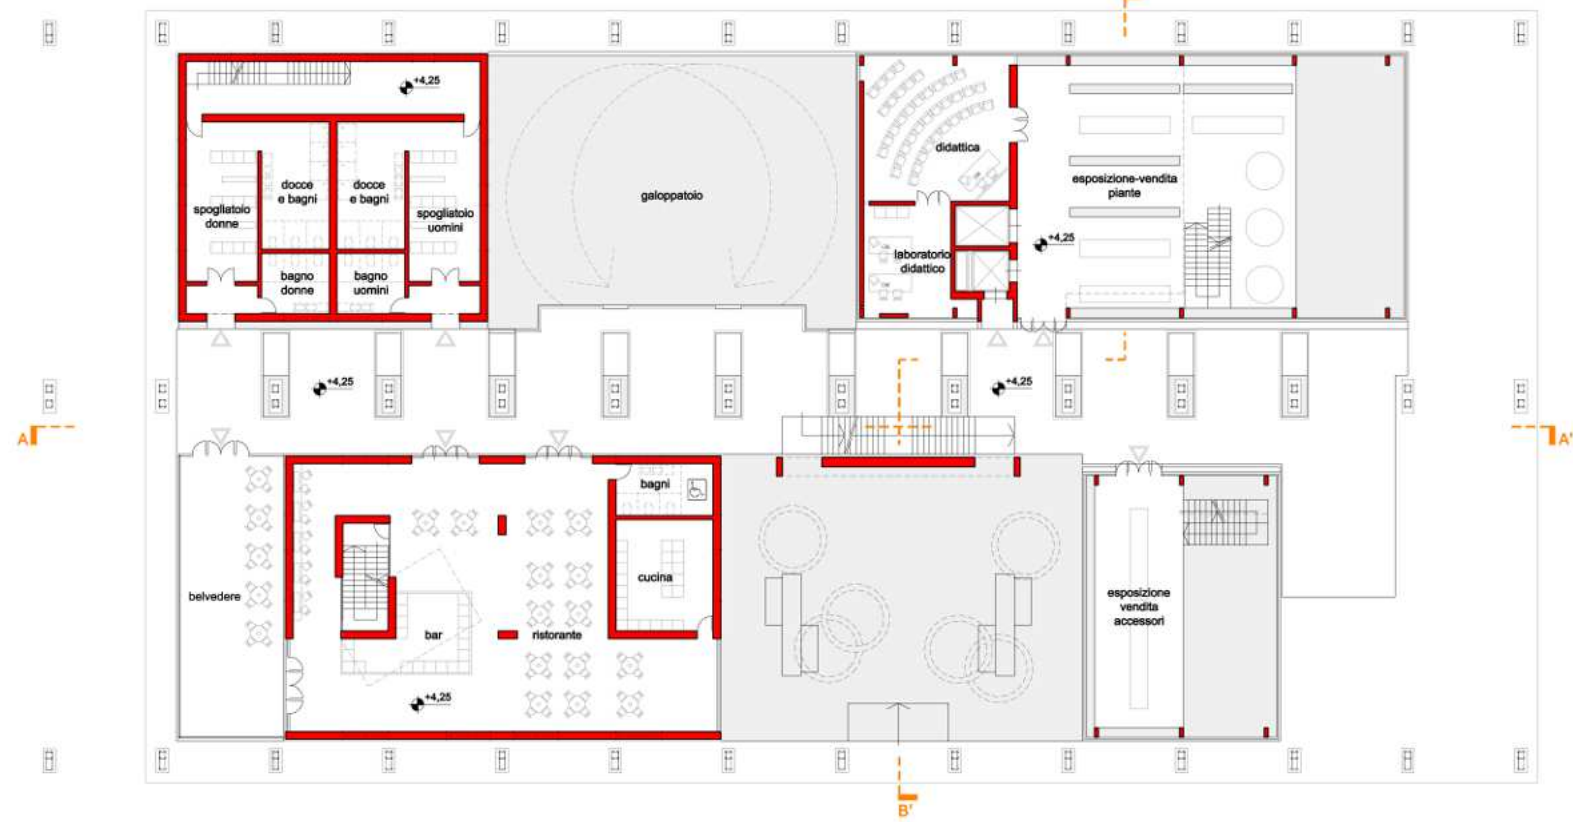 +4,25
didattica
docce
e bagni
docce
e bagni
galoppatoio
esposizione-vendita
piante
spogliatoio
donne
spogliatoio
uomini
+4,25
laboratorio
didattico
bagno
donne
bagno
uomini
+4,25
+4,25
A
A'
bagni
cucina
belvedere
bar
ristorante
esposizione
vendita
accessori
+4,25
B'